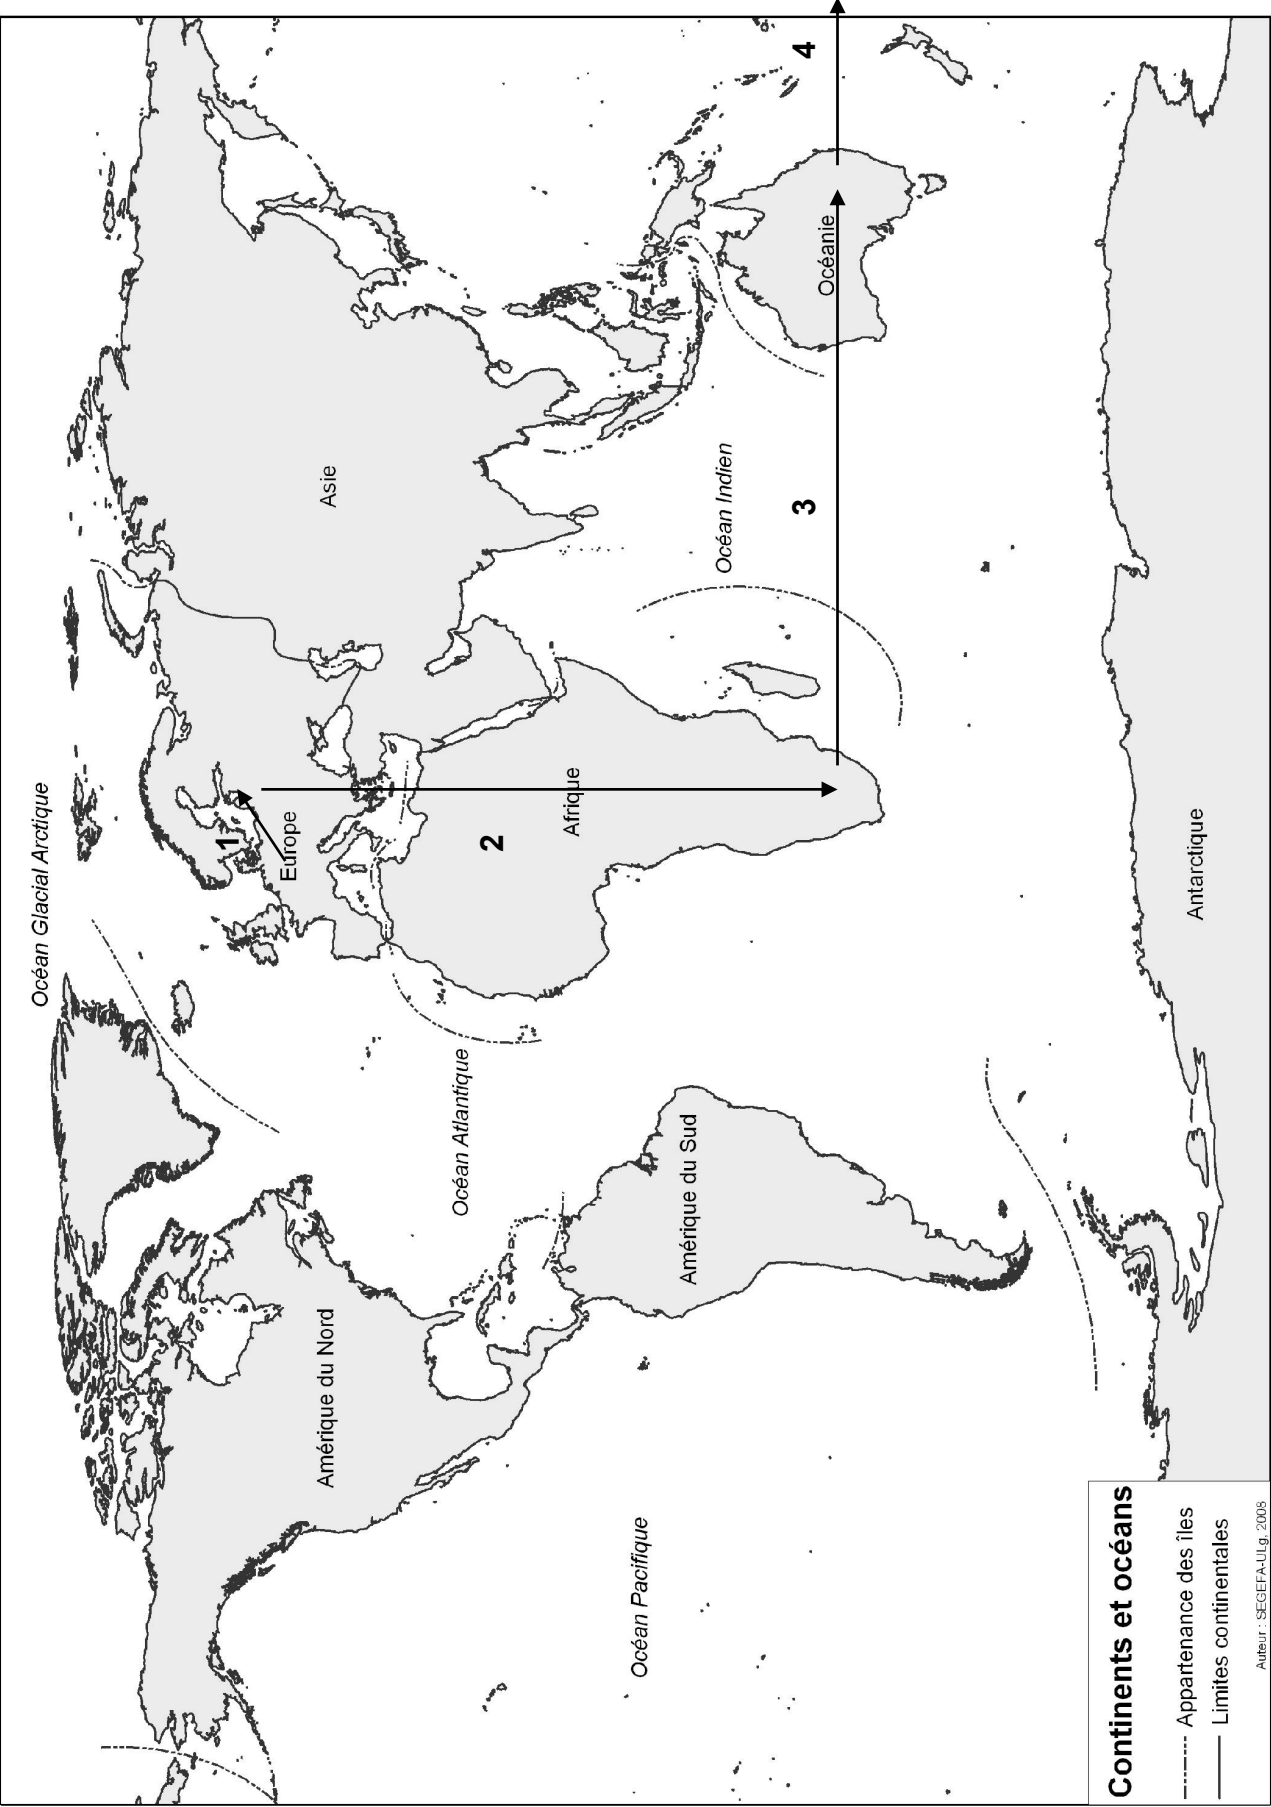 Océan Glacial Arctique
1
Europe
Asie
Amérique du Nord
2
Océan Atlantique
Afrique
Océan Pacifique
Amérique du Sud
Océan Indien
3
4
Océanie
Antarctique
Continents et océans
Appartenance des îles
Limites continentales
Auteur : SEGEFA-ULg, 2008